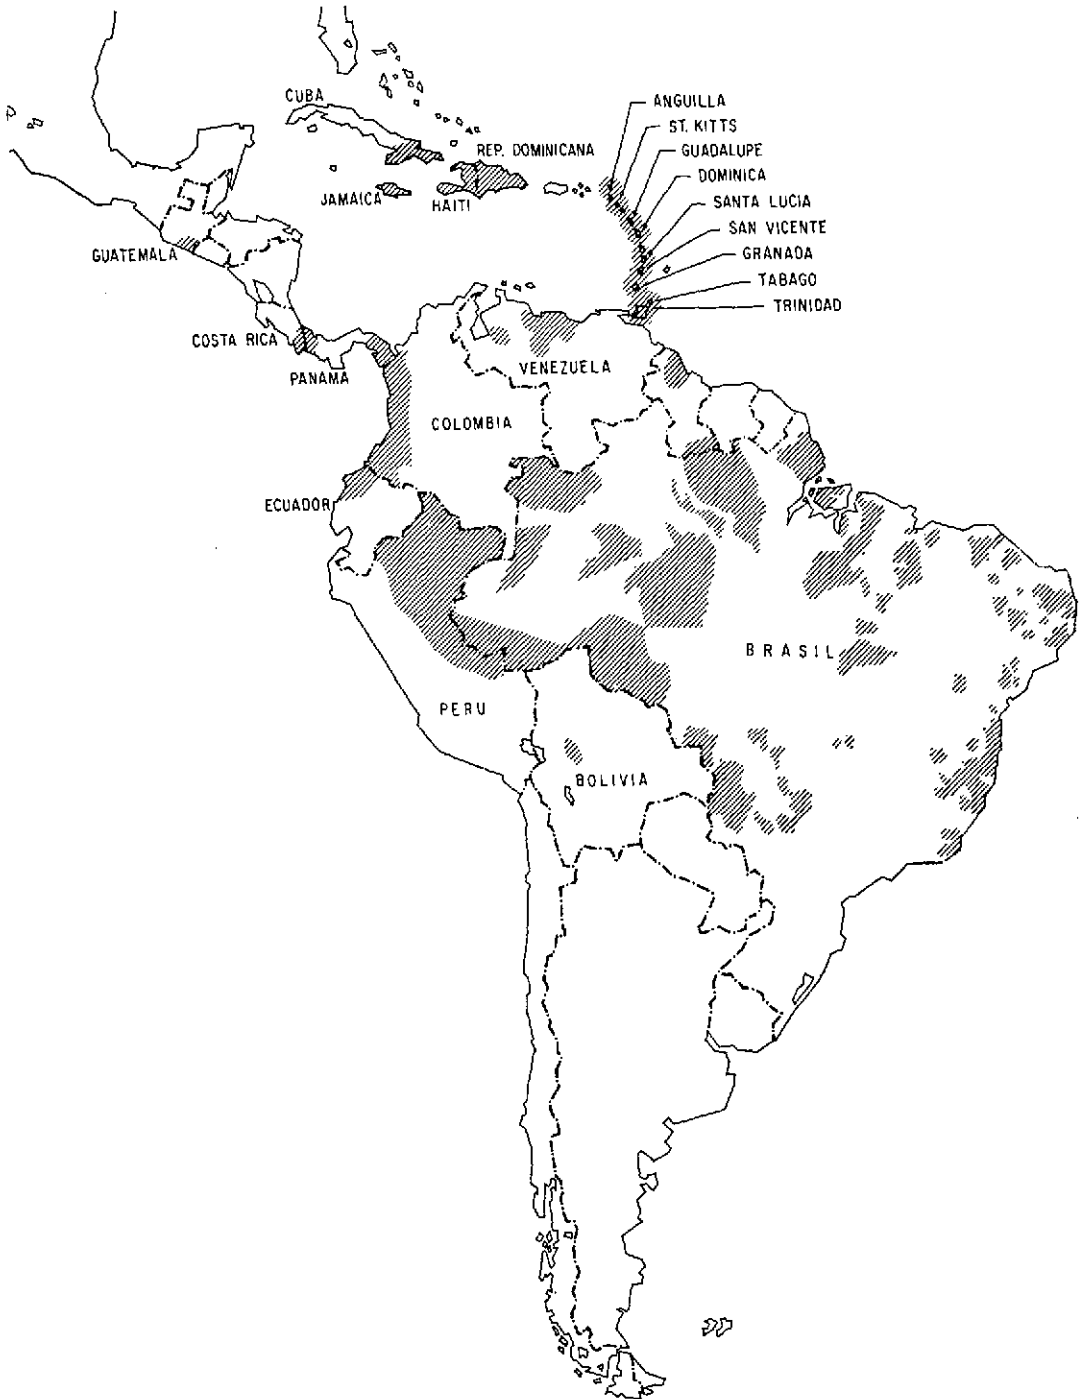 CUBA
REP. DOMINICANA
JAMAICA
HAITI
ANGUILLA
ST. KITTS
GUADALUPE
DOMINICA
SANTA LUCIA
SAN VICENTE
GRANADA
TABAGO
TRINIDAD
GUATEMALA
COSTA RICA
PANAMA
VENEZUELA
COLOMBIA
ECUADOR
BRASIL
PERU
BOLIVIA